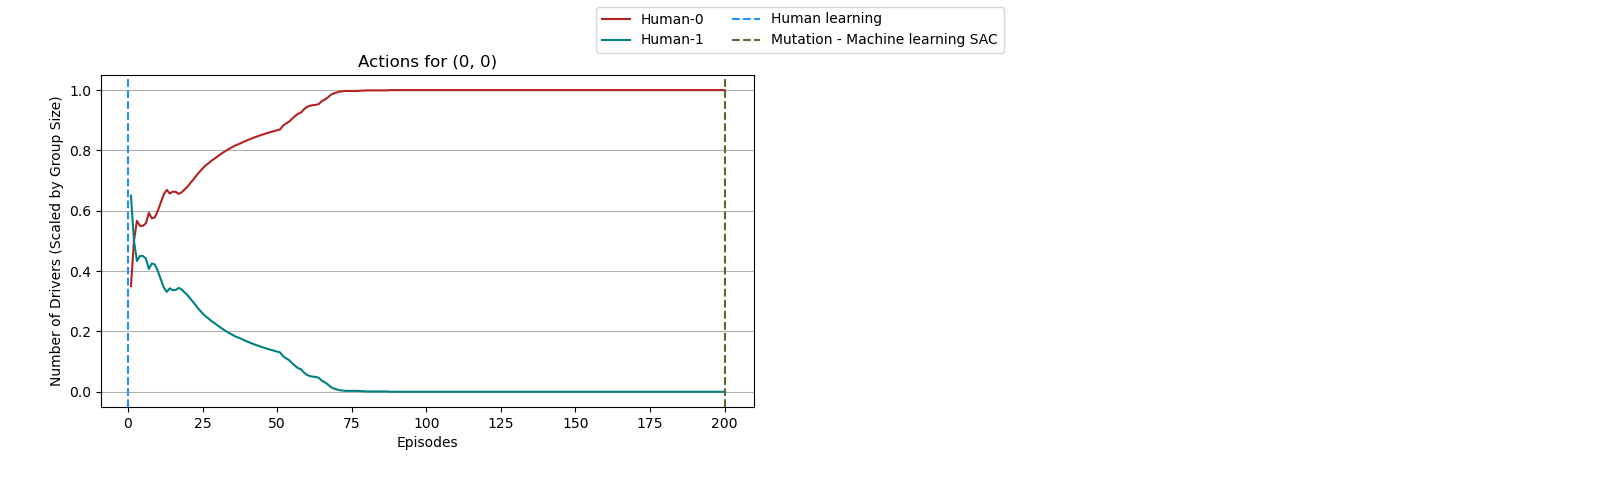 Human-0
Human-1
Human learning
Mutation - Machine learning SAC
Actions for (0, 0)
Number of Drivers (Scaled by Group Size)
1.0
0.8
0.6
0.4
0.2
0.0
0 25 50 75 100 125 150 175 200
Episodes